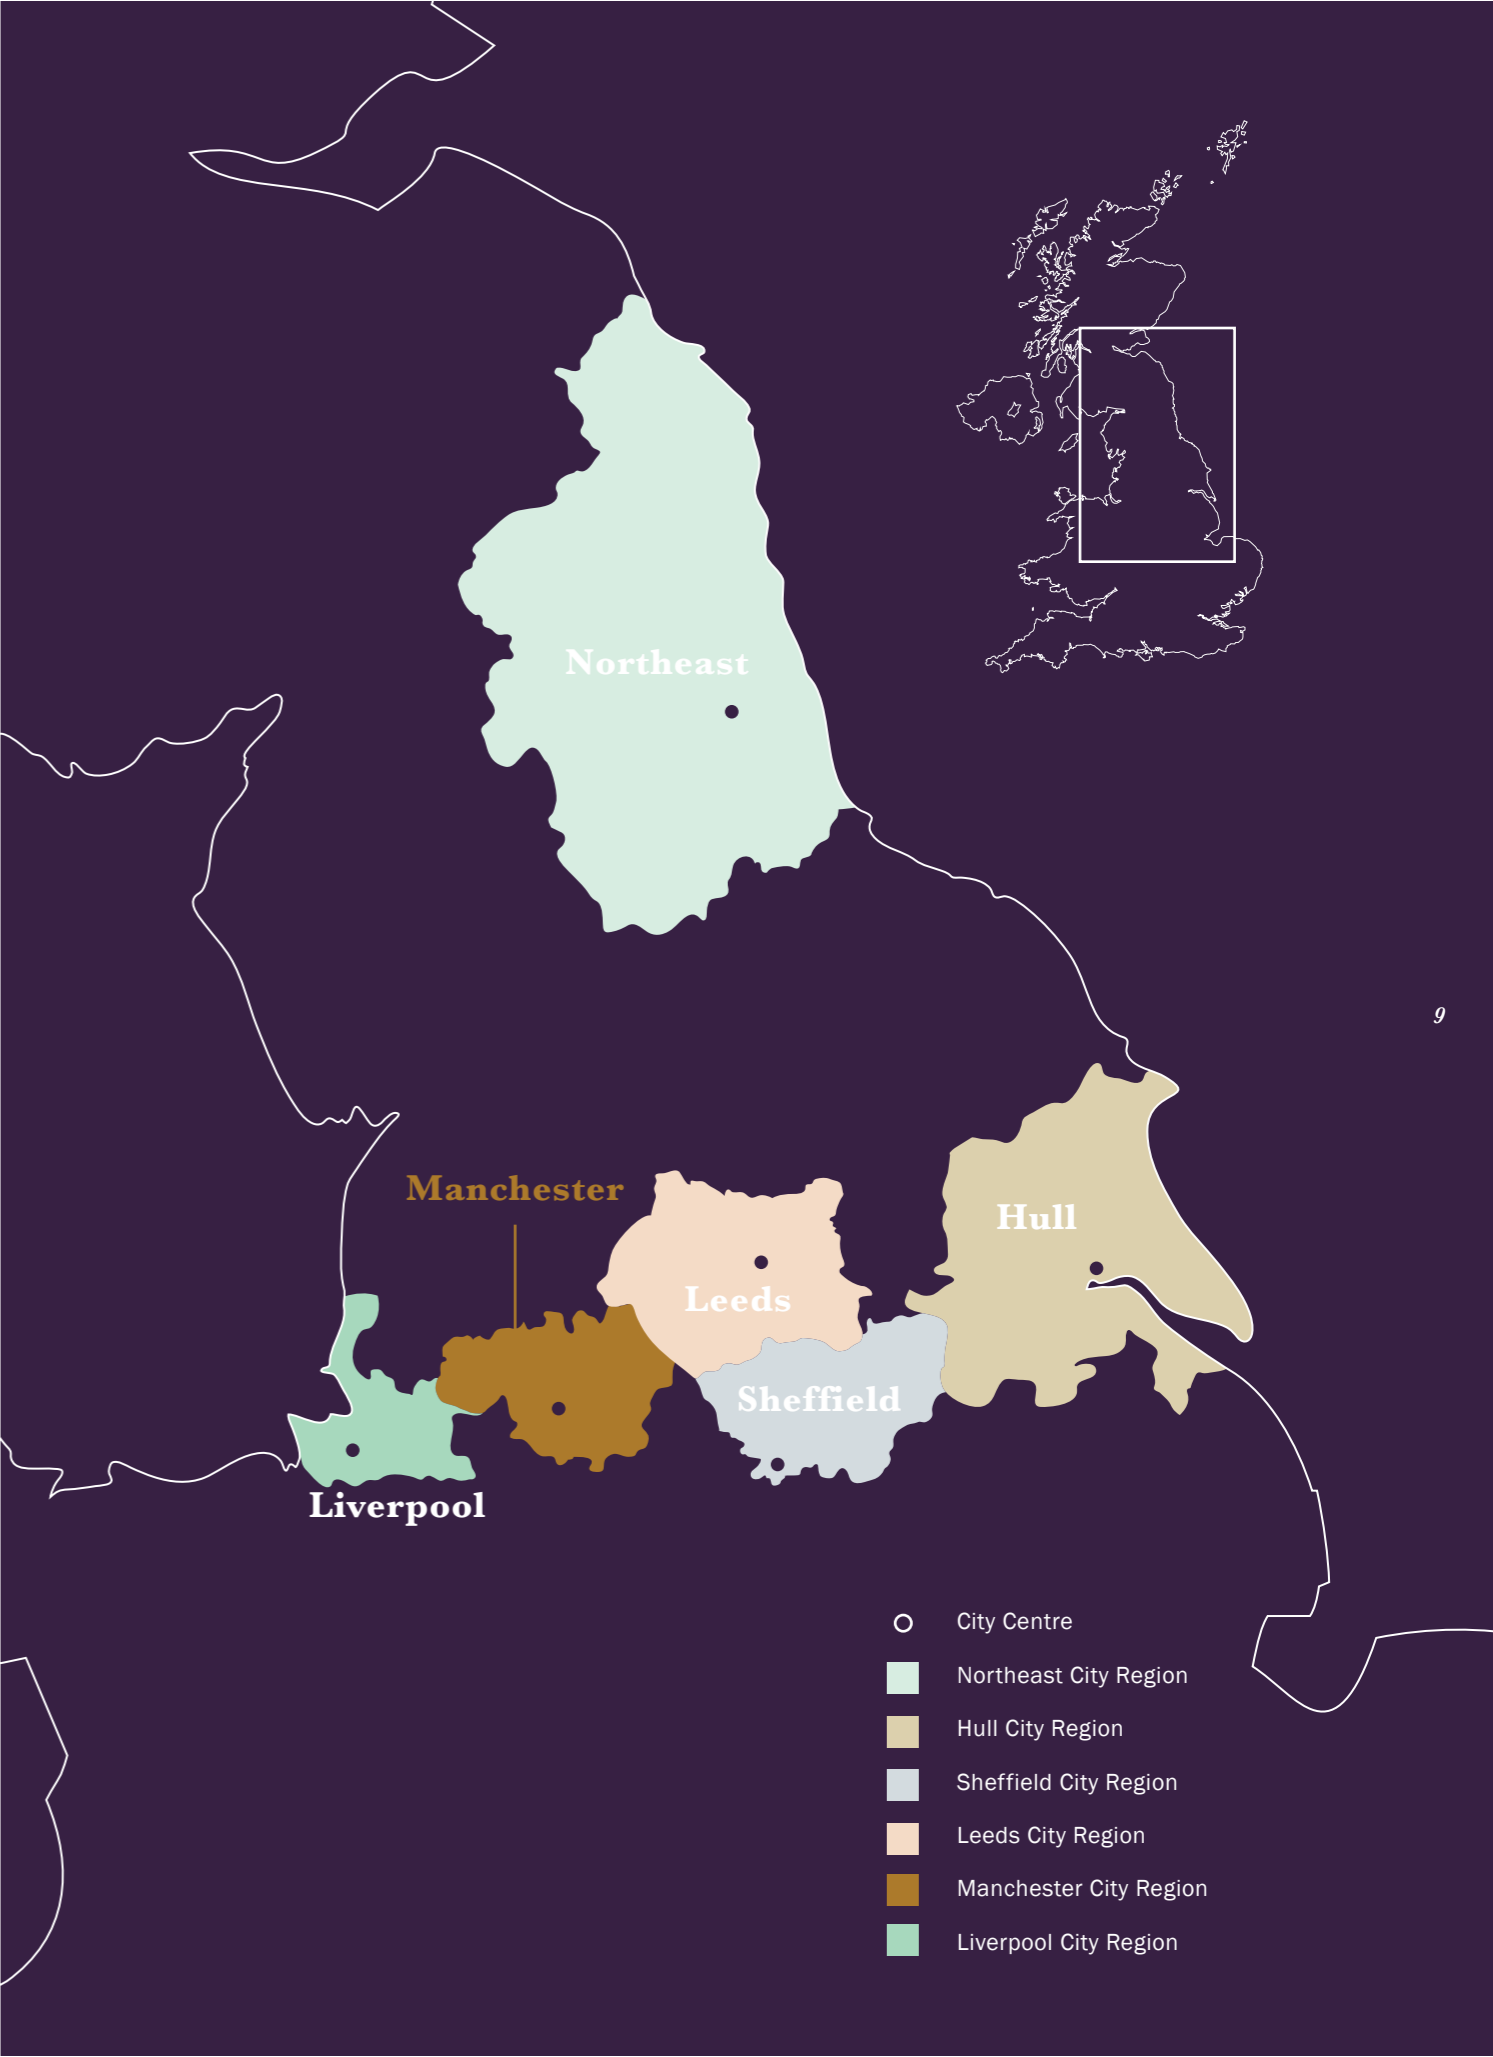 Northeast
9
Manchester
Hull
Leeds
Sheffield
Liverpool
City Centre
Northeast City Region
Hull City Region
Sheffield City Region
Leeds City Region
Manchester City Region
Liverpool City Region